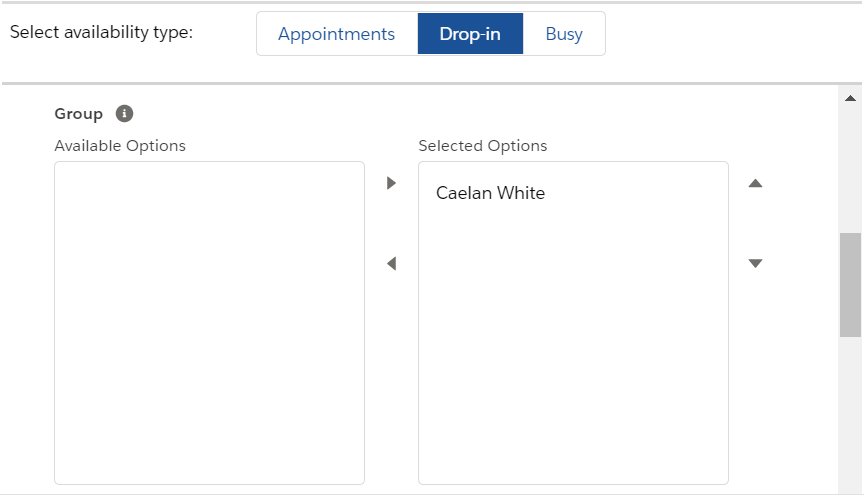 Select availability type:
Appointments
Drop-in
Busy
Group
Available Options
Selected Options
Caelan White